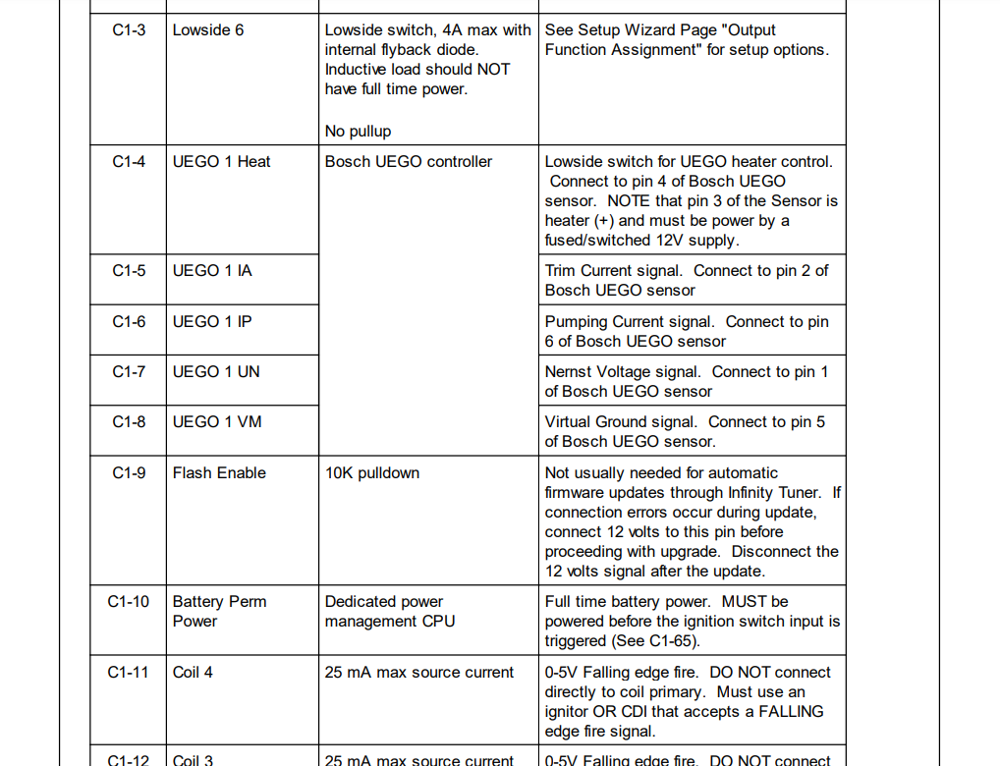 C1-3 Lowside 6 Lowside switch, 4A max with See Setup Wizard Page "Output
internal flyback diode. Function Assignment" for setup options.
Inductive load should NOT
have full time power.
No pullup
C1-4 UEGO 1 Heat Bosch UEGO controller Lowside switch for UEGO heater control.
Connect to pin 4 of Bosch UEGO
sensor. NOTE that pin 3 of the Sensor is
heater (+) and must be power by a
fused/switched 12V supply.
C1-5 UEGO 1 IA Trim Current signal. Connect to pin 2 of
Bosch UEGO sensor
C1-6 UEGO 1 IP Pumping Current signal. Connect to pin
6 of Bosch UEGO sensor
C1-7 UEGO 1 UN Nernst Voltage signal. Connect to pin 1
of Bosch UEGO sensor
C1-8 UEGO 1 VM Virtual Ground signal. Connect to pin 5
of Bosch UEGO sensor.
C1-9 Flash Enable 10K pulldown Not usually needed for automatic
firmware updates through Infinity Tuner. If
connection errors occur during update,
connect 12 volts to this pin before
proceeding with upgrade. Disconnect the
12 volts signal after the update.
C1-10 Battery Perm Dedicated power Full time battery power. MUST be
Power management CPU powered before the ignition switch input is
triggered (See C1-65).
C1-11 Coil 4 25 mA max source current 0-5V Falling edge fire. DO NOT connect
directly to coil primary. Must use an
ignitor OR CDI that accepts a FALLING
edge fire signal.
C1-12 Coil 3 25 mA max source current 0-5V Falling edge fire. DO NOT connect